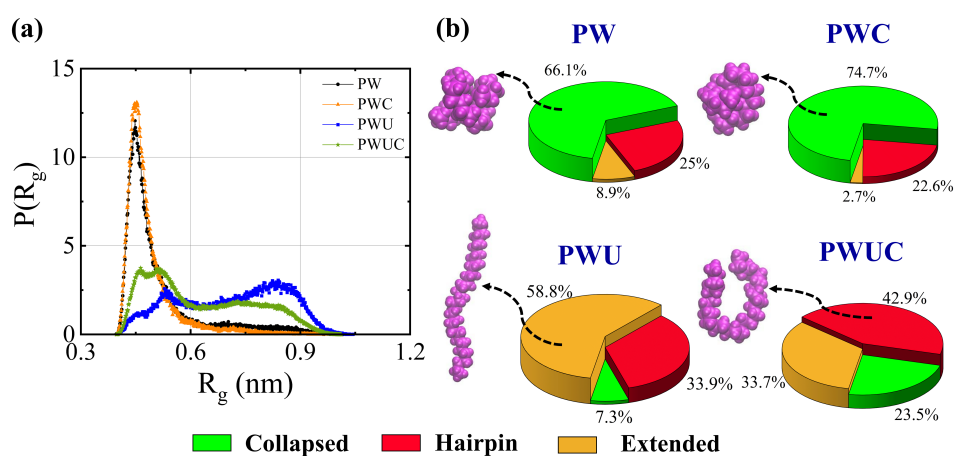 (a)
15
10
5
0
P(R_g)
0.3
0.6
0.9
1.2
R_g (nm)
PW
PWC
PWU
PWUC
(b)
PW
66.1%
25%
8.9%
PWC
74.7%
22.6%
2.7%
PWU
58.8%
33.9%
7.3%
PWUC
42.9%
33.7%
23.5%
Collapsed
Hairpin
Extended